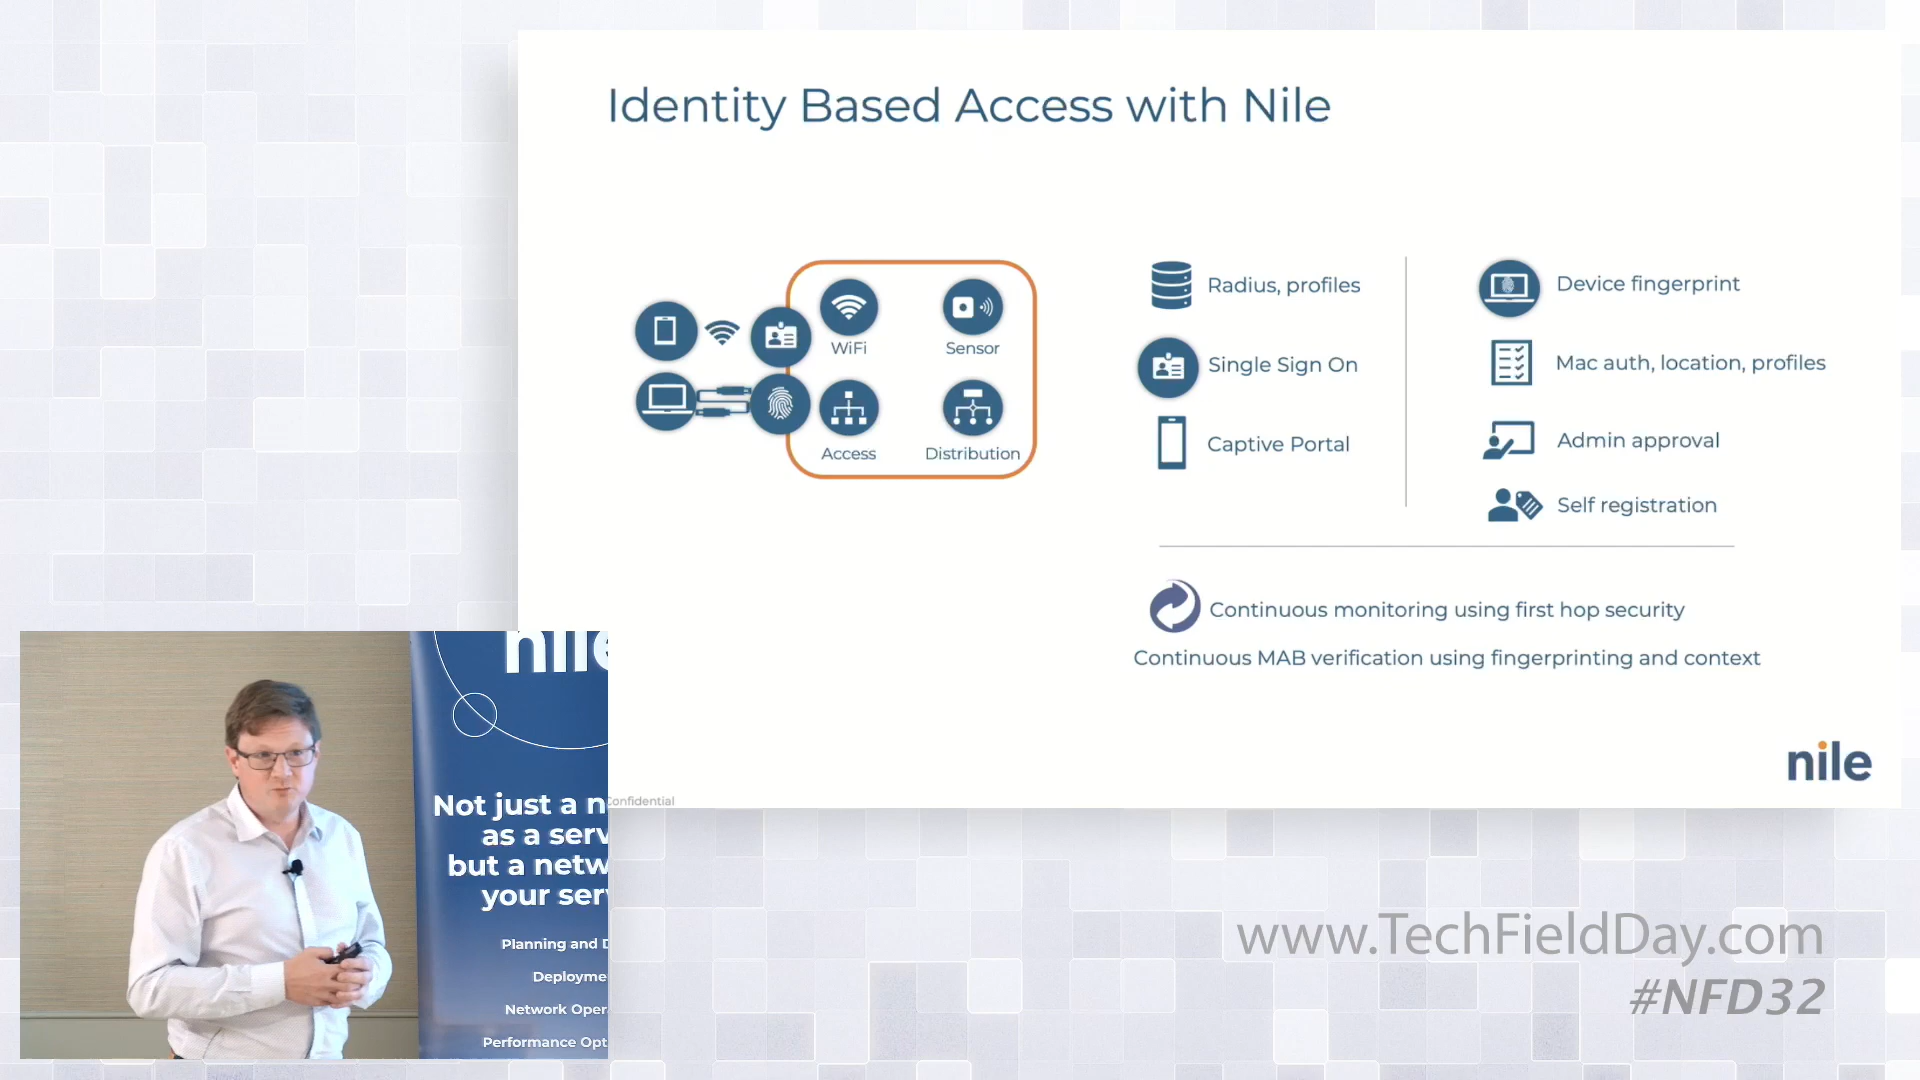 Identity Based Access with Nile
WiFi
Sensor
Access
Distribution
Radius, profiles
Single Sign On
Captive Portal
Device fingerprint
Mac auth, location, profiles
Admin approval
Self registration
Continuous monitoring using first hop security
Continuous MAB verification using fingerprinting and context
nile
Confidential
nile
Not just a n
as a serv
but a netw
your serv
Planning and D
Deployme
Network Oper
Performance Opt
www.TechFieldDay.com
#NFD32